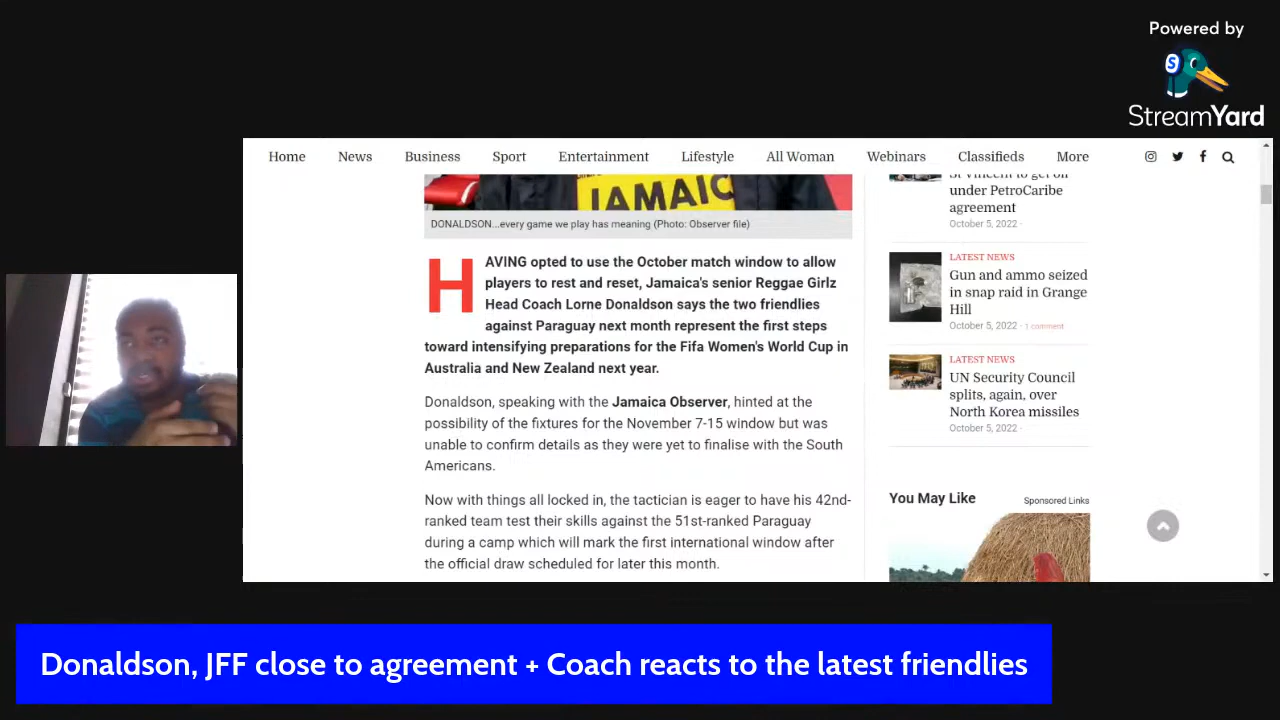 Powered by
StreamYard
Home News Business Sport Entertainment Lifestyle All Woman Webinars Classifieds More
JAMAIC
DONALDSON...every game we play has meaning (Photo: Observer file)
HAVING opted to use the October match window to allow
players to rest and reset, Jamaica's senior Reggae Girlz
Head Coach Lorne Donaldson says the two friendlies
against Paraguay next month represent the first steps
toward intensifying preparations for the Fifa Women's World Cup in
Australia and New Zealand next year.
Donaldson, speaking with the Jamaica Observer, hinted at the
possibility of the fixtures for the November 7-15 window but was
unable to confirm details as they were yet to finalise with the South
Americans.
Now with things all locked in, the tactician is eager to have his 42nd-
ranked team test their skills against the 51st-ranked Paraguay
during a camp which will mark the first international window after
the official draw scheduled for later this month.
St Vincent to get oil
under PetroCaribe
agreement
October 5, 2022 ·
LATEST NEWS
Gun and ammo seized
in snap raid in Grange
Hill
October 5, 2022 · 1 comment
LATEST NEWS
UN Security Council
splits, again, over
North Korea missiles
October 5, 2022 ·
You May Like Sponsored Links
Donaldson, JFF close to agreement + Coach reacts to the latest friendlies